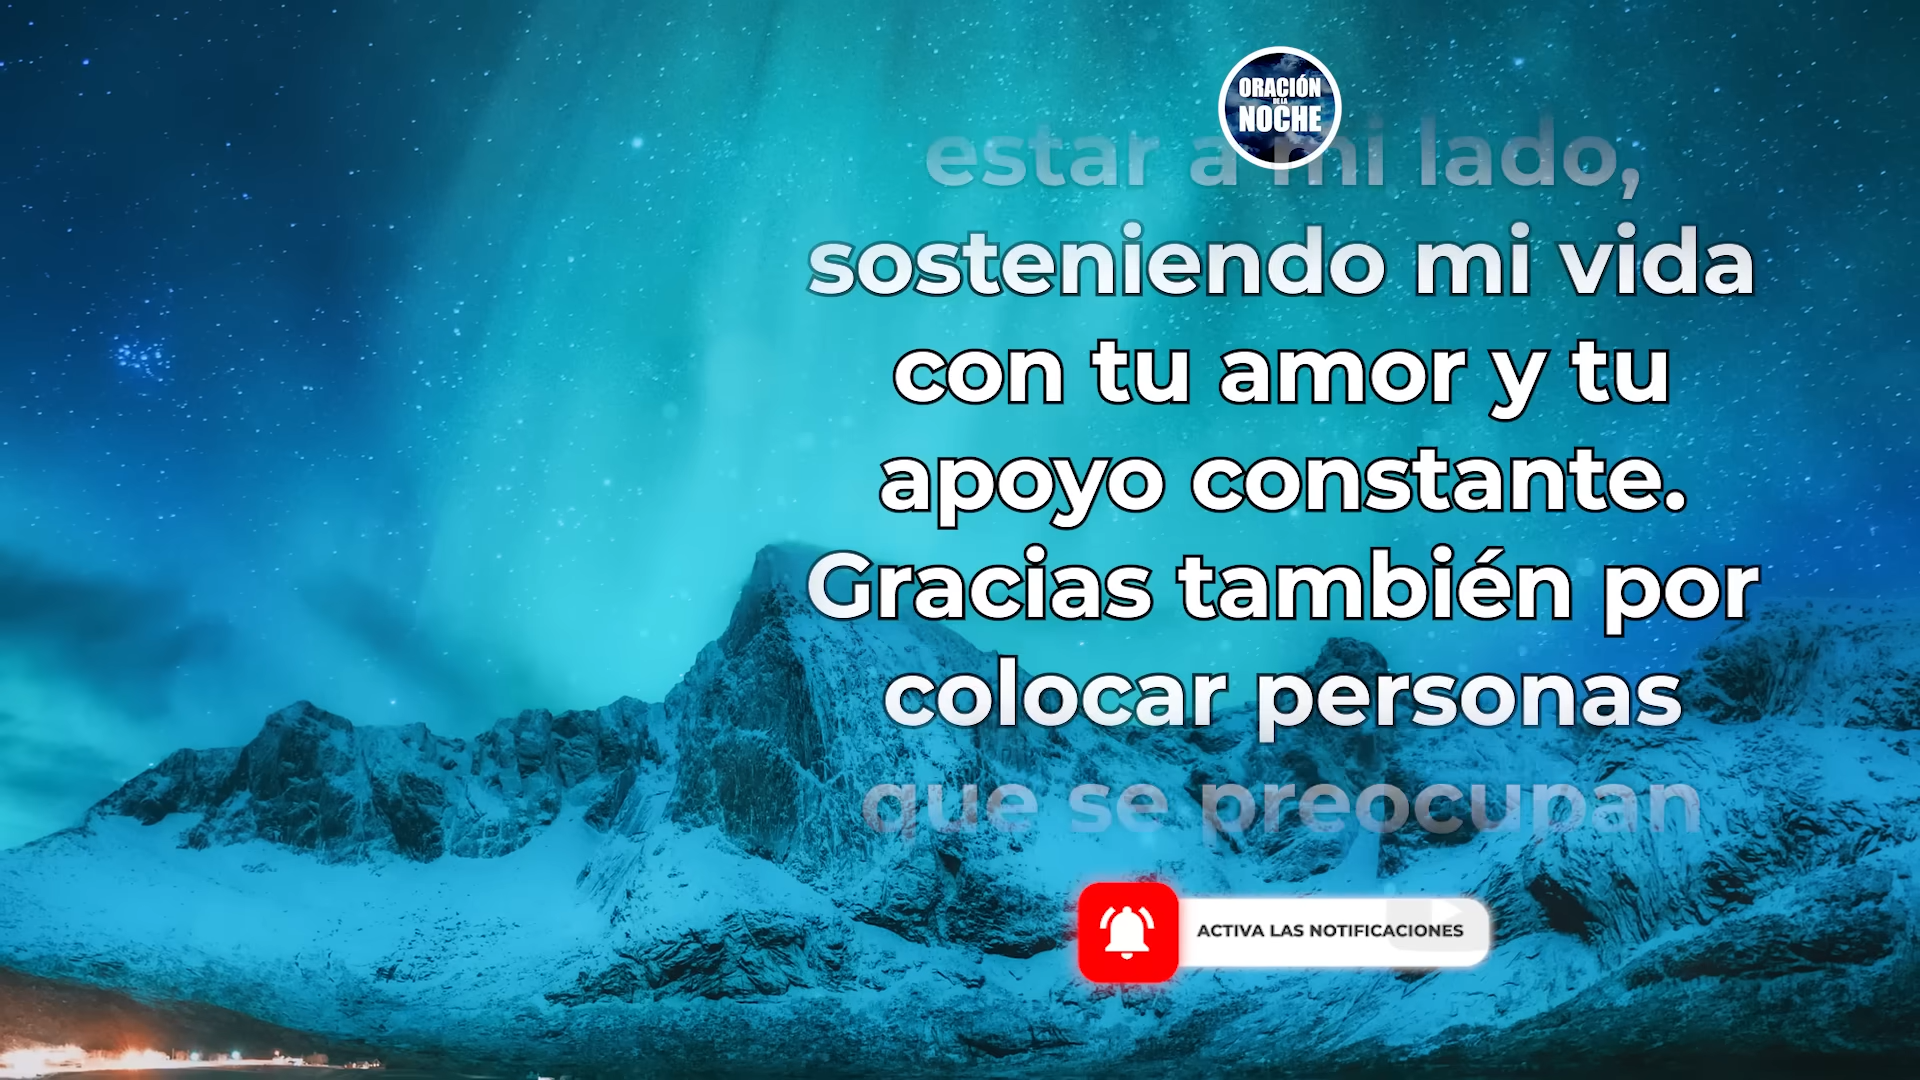 ORACIÓN
DE LA
NOCHE
estar a mi lado,
sosteniendo mi vida
con tu amor y tu
apoyo constante.
Gracias también por
colocar personas
que se preocupan
ACTIVA LAS NOTIFICACIONES